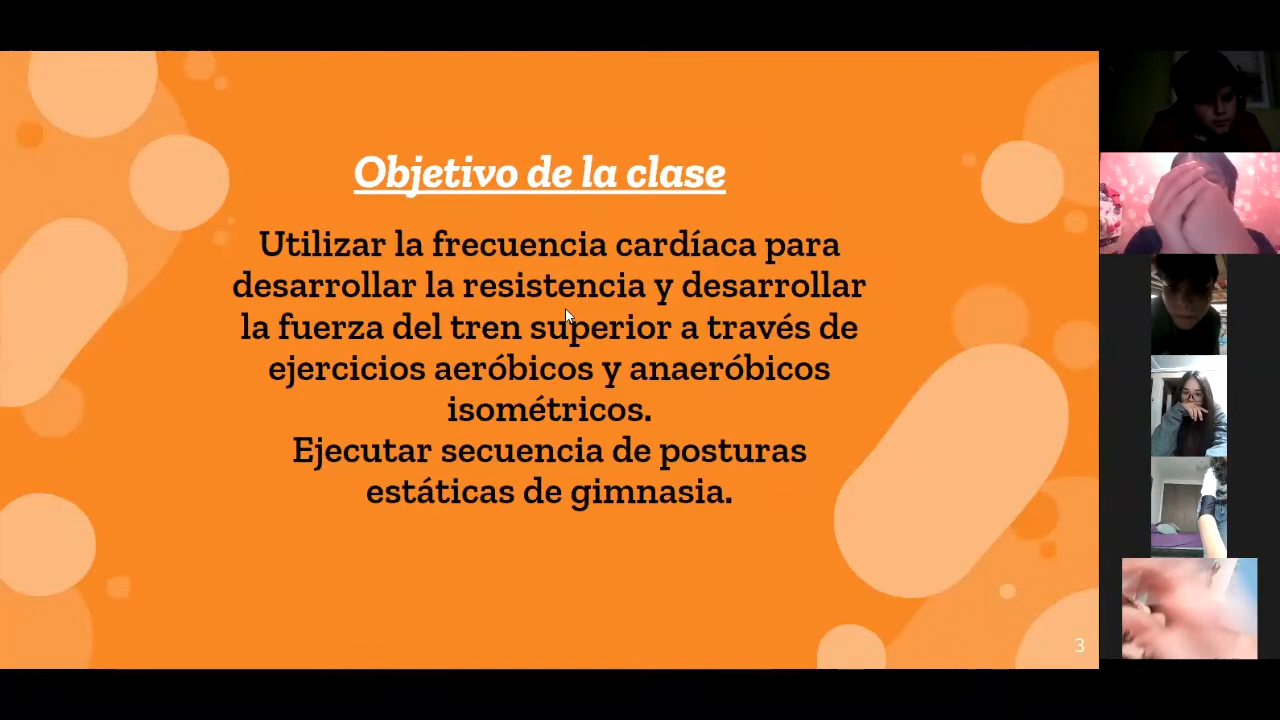 Objetivo de la clase
Utilizar la frecuencia cardíaca para
desarrollar la resistencia y desarrollar
la fuerza del tren superior a través de
ejercicios aeróbicos y anaeróbicos
isométricos.
Ejecutar secuencia de posturas
estáticas de gimnasia.
3